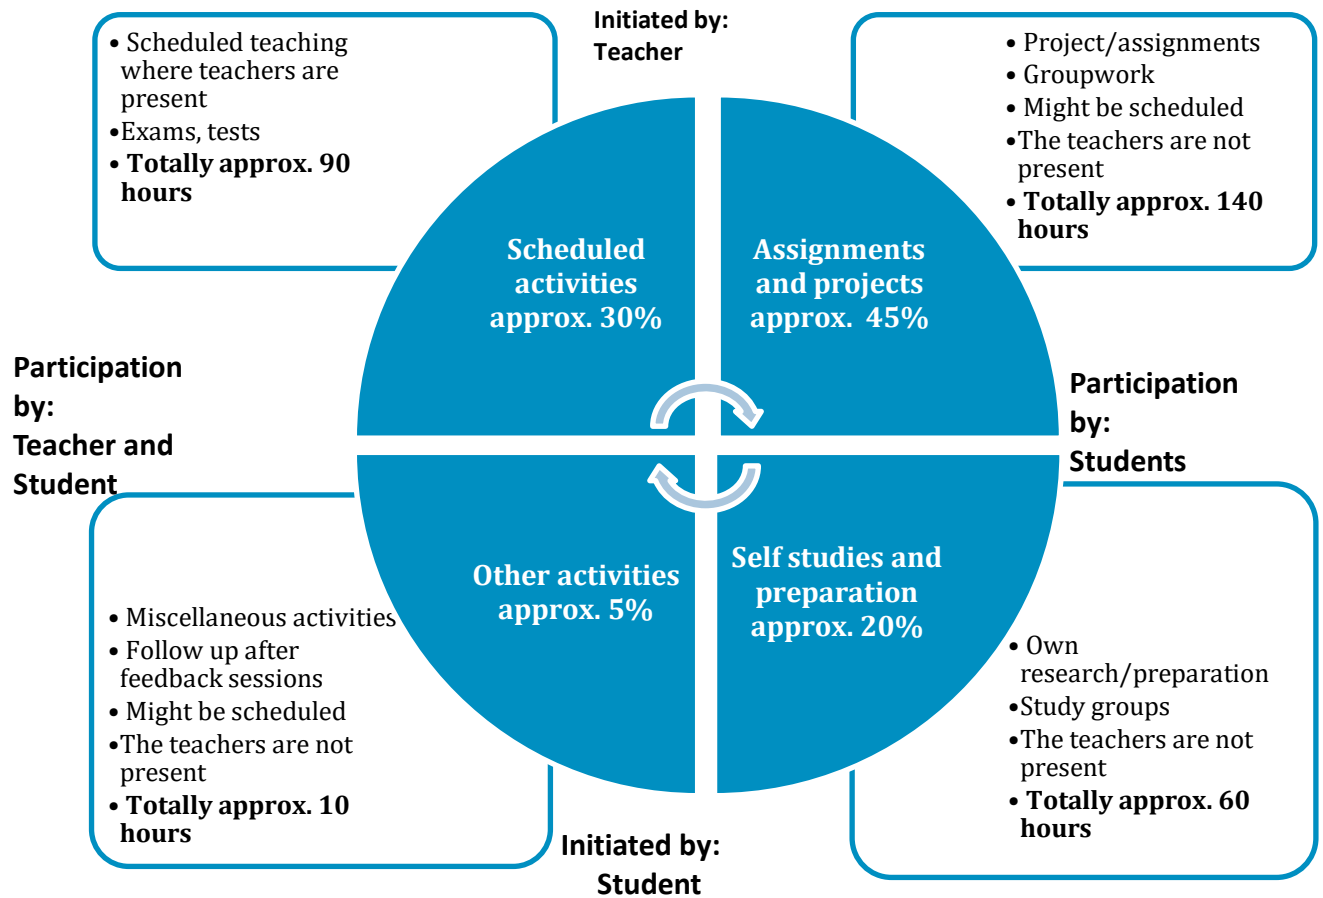 Initiated by:
Teacher
• Scheduled teaching
where teachers are
present
•Exams, tests
• Totally approx. 90
hours
• Project/assignments
• Groupwork
• Might be scheduled
•The teachers are not
present
• Totally approx. 140
hours
Scheduled
activities
approx. 30%
Assignments
and projects
approx. 45%
Participation
by:
Teacher and
Student
Participation
by:
Students
Other activities
approx. 5%
Self studies and
preparation
approx. 20%
• Miscellaneous activities
• Follow up after
feedback sessions
• Might be scheduled
•The teachers are not
present
• Totally approx. 10
hours
• Own
research/preparation
•Study groups
•The teachers are not
present
• Totally approx. 60
hours
Initiated by:
Student